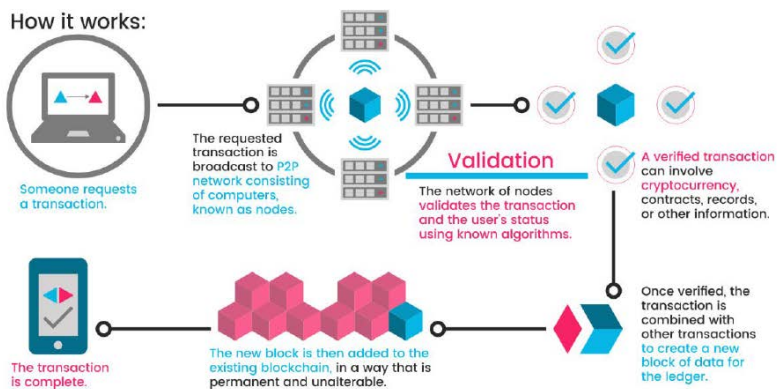 How it works:
Someone requests
a transaction.
The requested
transaction is
broadcast to P2P
network consisting
of computers,
known as nodes.
Validation
The network of nodes
validates the transaction
and the user's status
using known algorithms.
A verified transaction
can involve
cryptocurrency,
contracts, records,
or other information.
Once verified, the
transaction is
combined with
other transactions
to create a new
block of data for
the ledger.
The new block is then added to the
existing blockchain, in a way that is
permanent and unalterable.
The transaction
is complete.